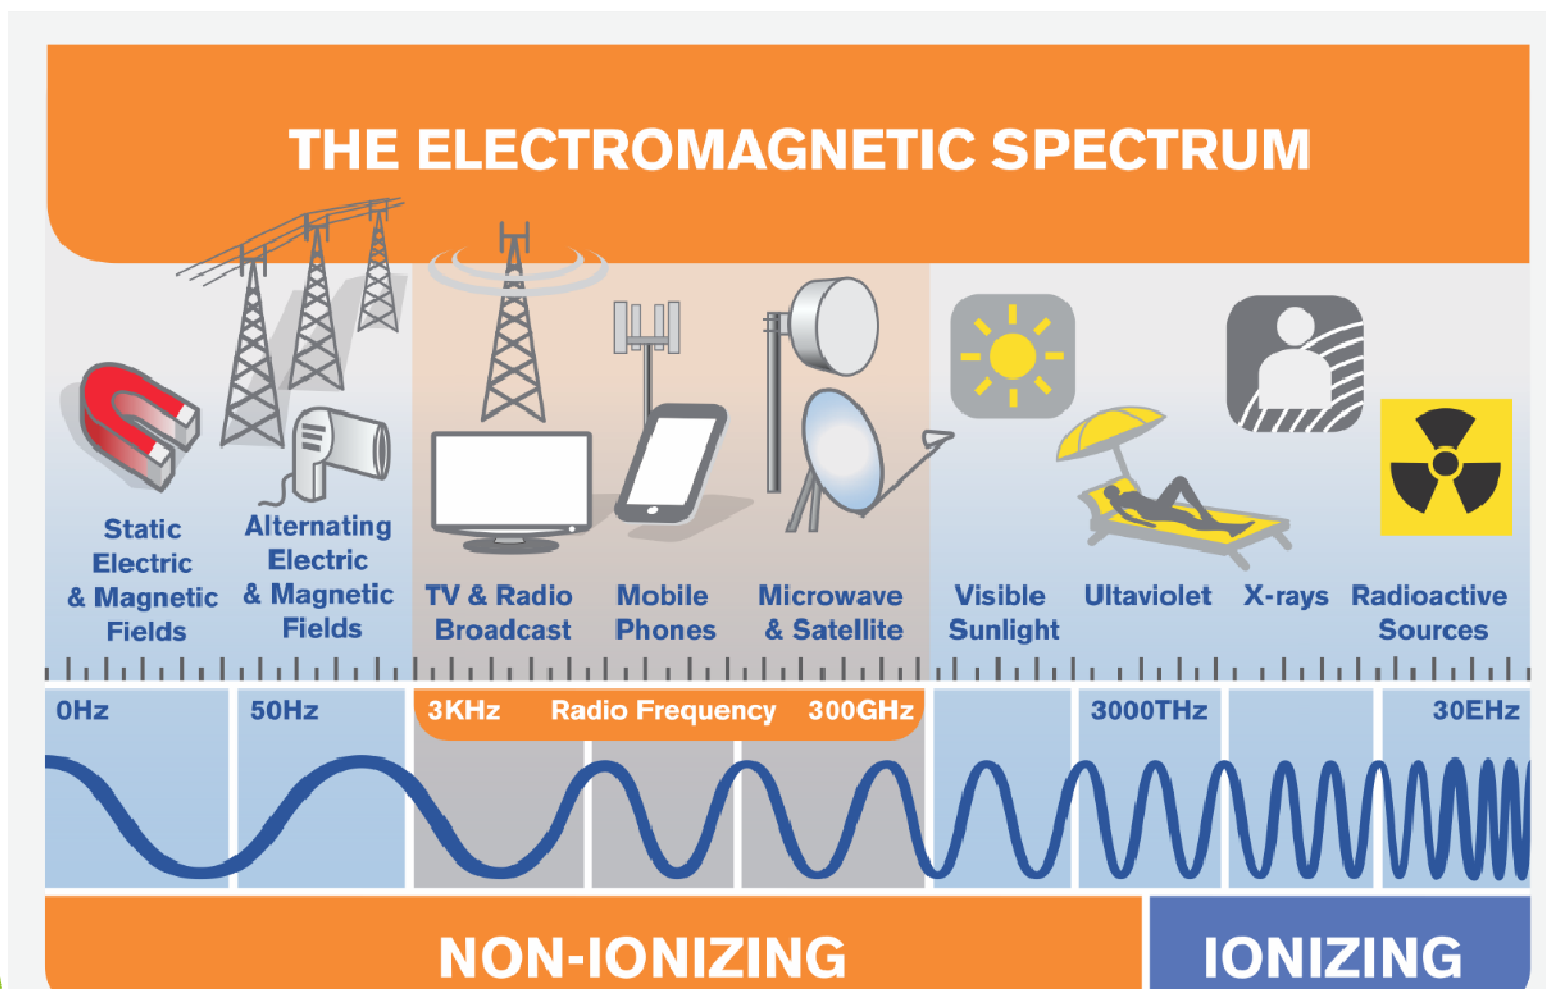 THE ELECTROMAGNETIC SPECTRUM
Static
Electric
& Magnetic
Fields
Alternating
Electric
& Magnetic
Fields
TV & Radio
Broadcast
Mobile
Phones
Microwave
& Satellite
Visible
Sunlight
Ultaviolet
X-rays
Radioactive
Sources
0Hz
50Hz
3KHz
Radio Frequency
300GHz
3000THz
30EHz
NON-IONIZING
IONIZING